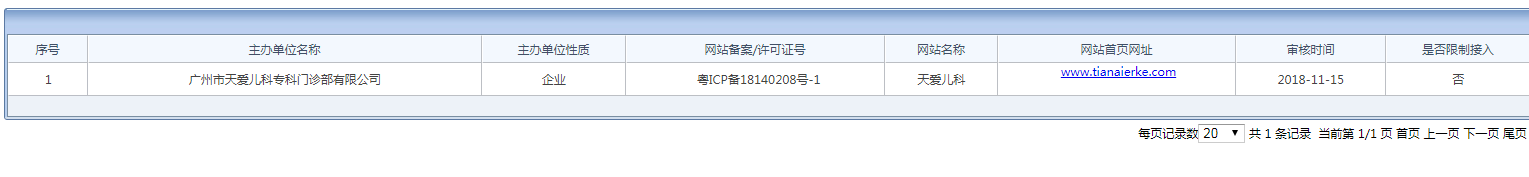 序号 主办单位名称 主办单位性质 网站备案/许可证号 网站名称 网站首页网址 审核时间 是否限制接入
1 广州市天爱儿科专科门诊部有限公司 企业 粤ICP备18140208号-1 天爱儿科 www.tianaierke.com 2018-11-15 否
每页记录数 20 共 1 条记录 当前第 1/1 页 首页 上一页 下一页 尾页